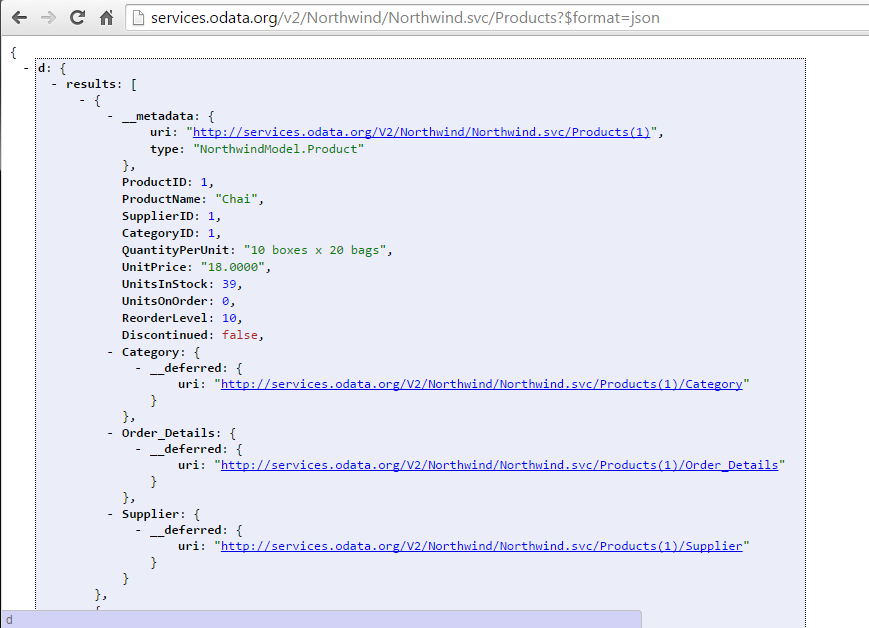 services.odata.org/v2/Northwind/Northwind.svc/Products?$format=json
{
- d: {
- results: [
- {
- __metadata: {
uri: "http://services.odata.org/V2/Northwind/Northwind.svc/Products(1)",
type: "NorthwindModel.Product"
},
ProductID: 1,
ProductName: "Chai",
SupplierID: 1,
CategoryID: 1,
QuantityPerUnit: "10 boxes x 20 bags",
UnitPrice: "18.0000",
UnitsInStock: 39,
UnitsOnOrder: 0,
ReorderLevel: 10,
Discontinued: false,
- Category: {
- __deferred: {
uri: "http://services.odata.org/V2/Northwind/Northwind.svc/Products(1)/Category"
}
},
- Order_Details: {
- __deferred: {
uri: "http://services.odata.org/V2/Northwind/Northwind.svc/Products(1)/Order_Details"
}
},
- Supplier: {
- __deferred: {
uri: "http://services.odata.org/V2/Northwind/Northwind.svc/Products(1)/Supplier"
}
}
},
d